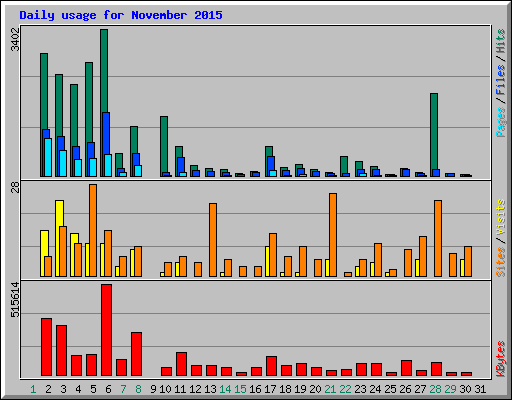 Daily usage for November 2015
3402
Pages / Files / Hits
28
Sites / Visits
515614
KBytes
1 2 3 4 5 6 7 8 9 10 11 12 13 14 15 16 17 18 19 20 21 22 23 24 25 26 27 28 29 30 31